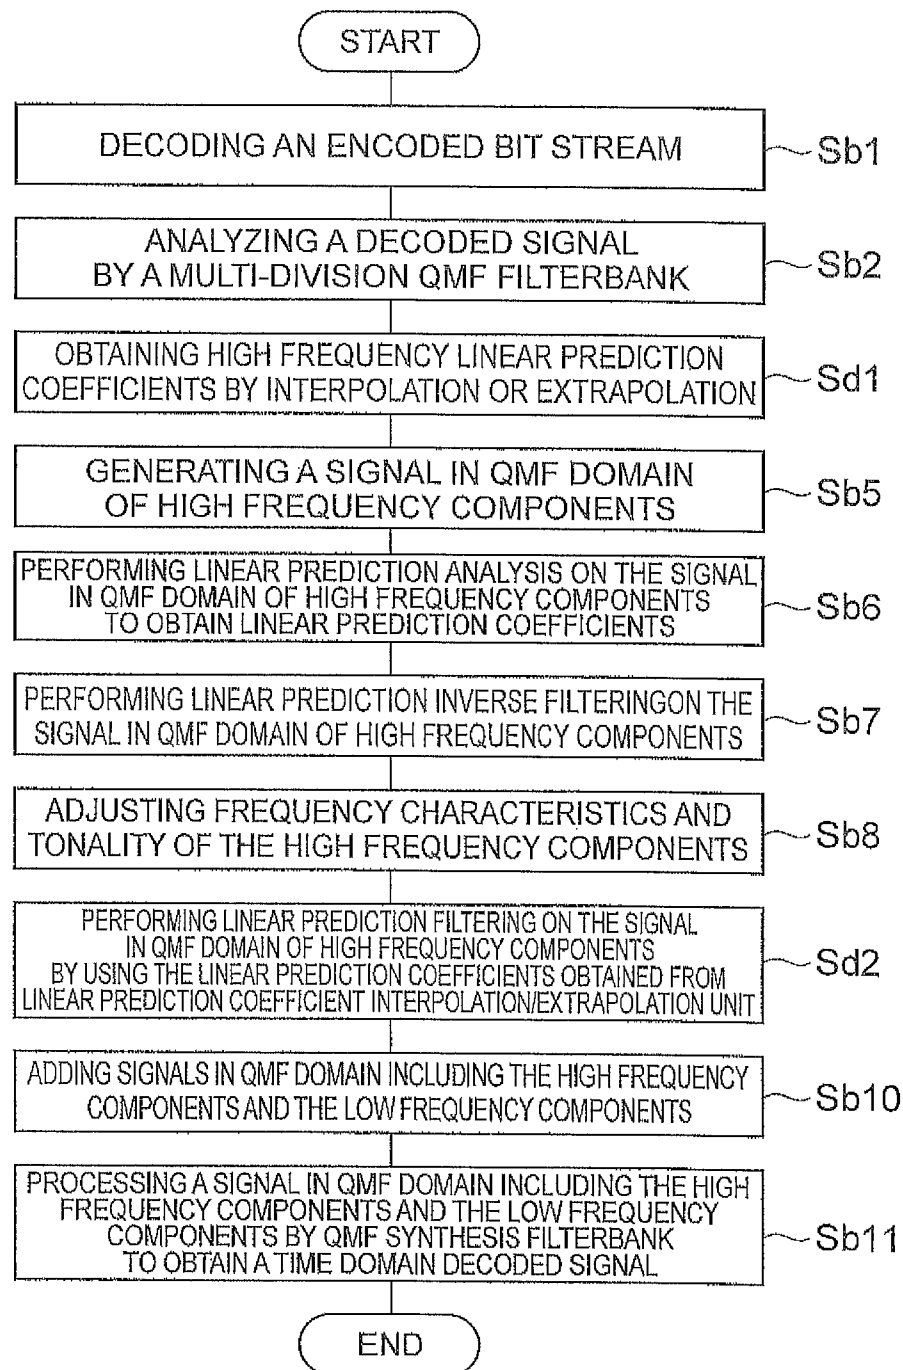 START
DECODING AN ENCODED BIT STREAM
Sb1
ANALYZING A DECODED SIGNAL
BY A MULTI-DIVISION QMF FILTERBANK
Sb2
OBTAINING HIGH FREQUENCY LINEAR PREDICTION
COEFFICIENTS BY INTERPOLATION OR EXTRAPOLATION
Sd1
GENERATING A SIGNAL IN QMF DOMAIN
OF HIGH FREQUENCY COMPONENTS
Sb5
PERFORMING LINEAR PREDICTION ANALYSIS ON THE SIGNAL
IN QMF DOMAIN OF HIGH FREQUENCY COMPONENTS
TO OBTAIN LINEAR PREDICTION COEFFICIENTS
Sb6
PERFORMING LINEAR PREDICTION INVERSE FILTERINGON THE
SIGNAL IN QMF DOMAIN OF HIGH FREQUENCY COMPONENTS
Sb7
ADJUSTING FREQUENCY CHARACTERISTICS AND
TONALITY OF THE HIGH FREQUENCY COMPONENTS
Sb8
PERFORMING LINEAR PREDICTION FILTERING ON THE SIGNAL
IN QMF DOMAIN OF HIGH FREQUENCY COMPONENTS
BY USING THE LINEAR PREDICTION COEFFICIENTS OBTAINED FROM
LINEAR PREDICTION COEFFICIENT INTERPOLATION/EXTRAPOLATION UNIT
Sd2
ADDING SIGNALS IN QMF DOMAIN INCLUDING THE HIGH FREQUENCY
COMPONENTS AND THE LOW FREQUENCY COMPONENTS
Sb10
PROCESSING A SIGNAL IN QMF DOMAIN INCLUDING THE HIGH
FREQUENCY COMPONENTS AND THE LOW FREQUENCY
COMPONENTS BY QMF SYNTHESIS FILTERBANK
TO OBTAIN A TIME DOMAIN DECODED SIGNAL
Sb11
END